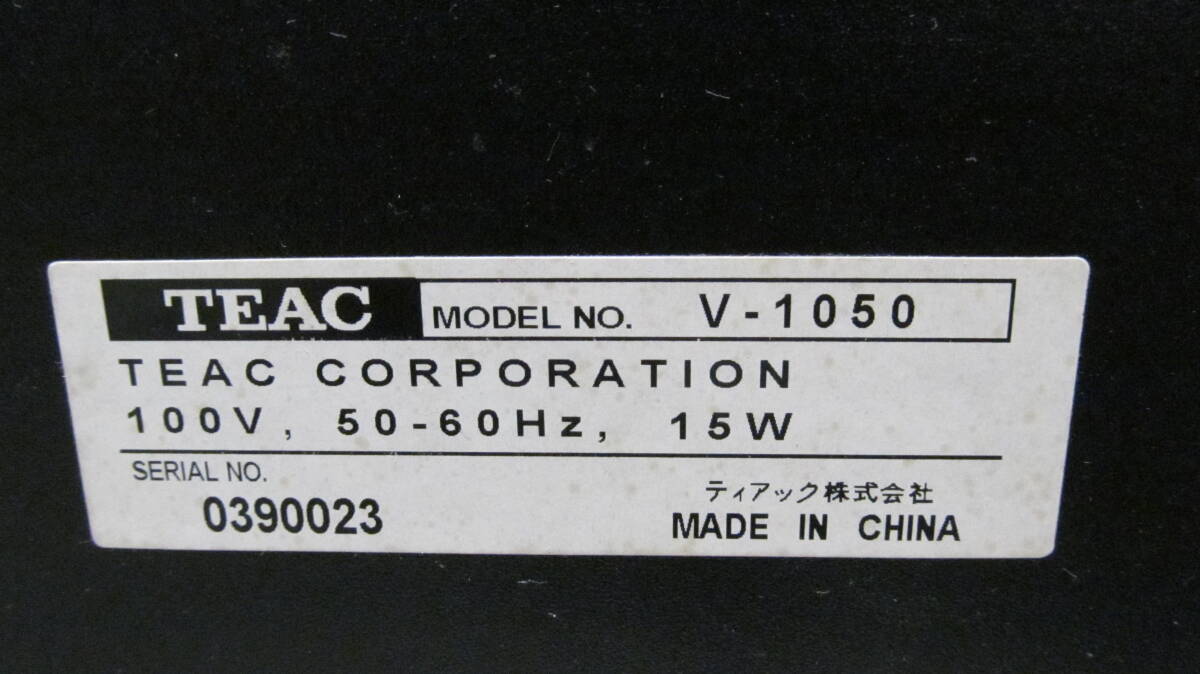 TEAC MODEL NO. V-1050
TEAC CORPORATION
100V, 50-60Hz, 15W
SERIAL NO.
0390023
ティアック株式会社
MADE IN CHINA